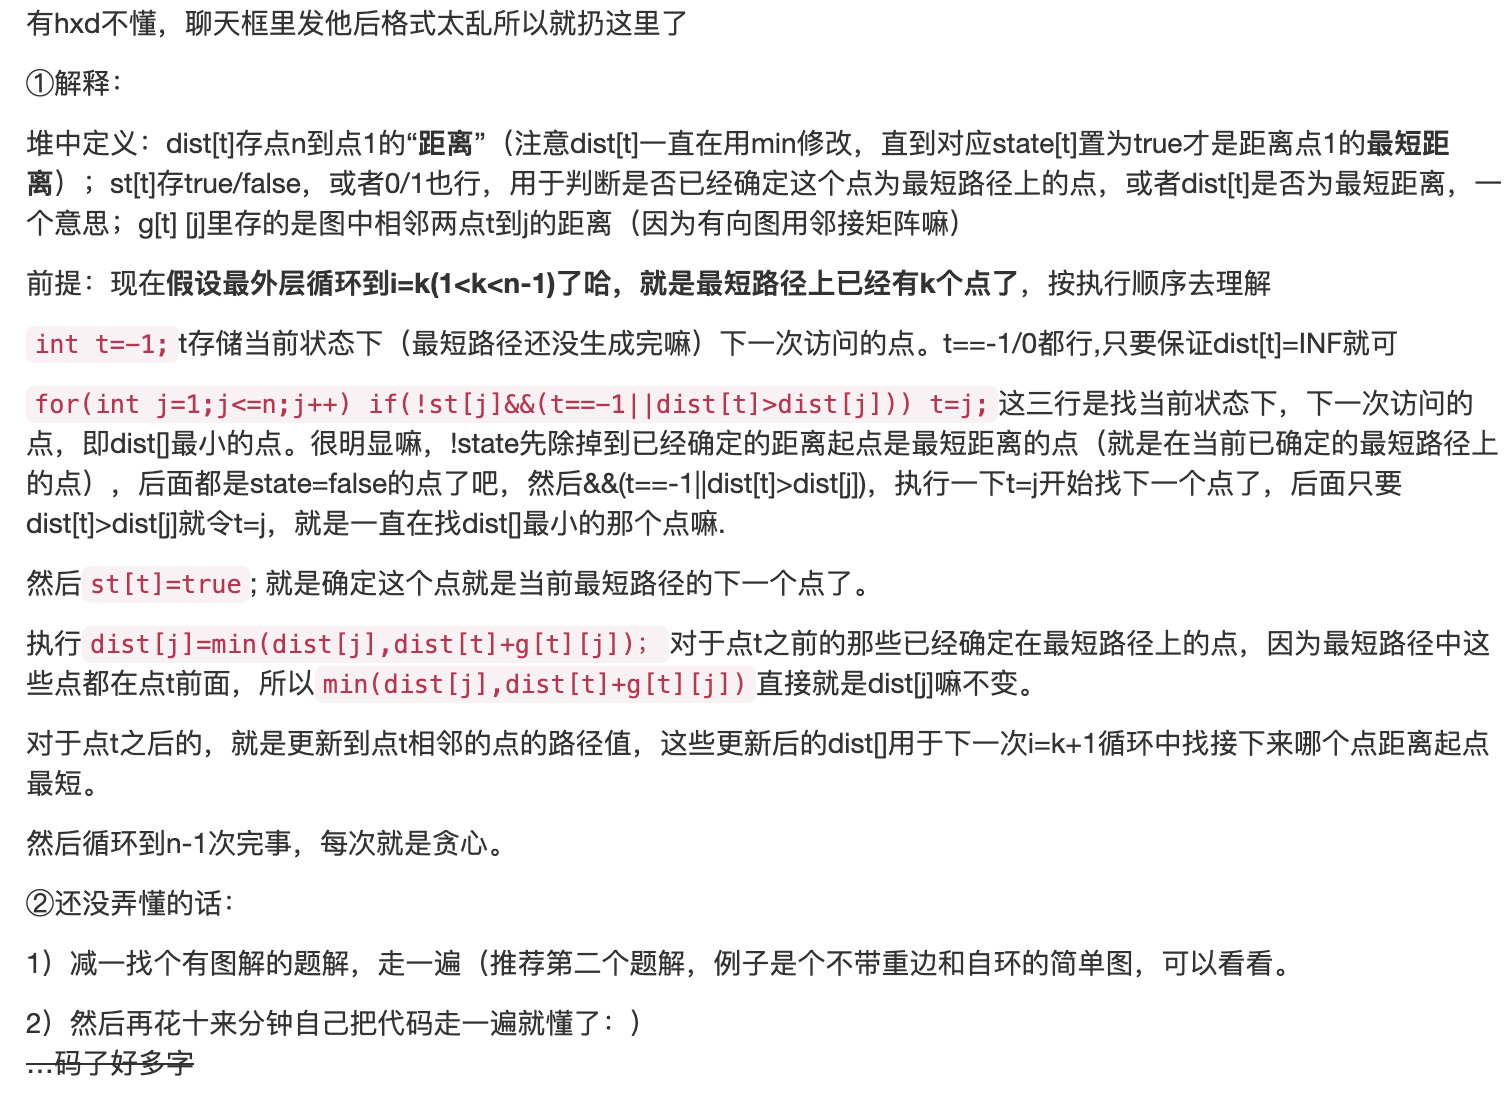 有hxd不懂，聊天框里发他后格式太乱所以就扔这里了
①解释：
堆中定义：dist[t]存点n到点1的“距离”（注意dist[t]一直在用min修改，直到对应state[t]置为true才是距离点1的最短距
离）；st[t]存true/false，或者0/1也行，用于判断是否已经确定这个点为最短路径上的点，或者dist[t]是否为最短距离，一
个意思；g[t] [j]里存的是图中相邻两点t到j的距离（因为有向图用邻接矩阵嘛）
前提：现在假设最外层循环到i=k(1<k<n-1)了哈，就是最短路径上已经有k个点了，按执行顺序去理解
int t=-1; t存储当前状态下（最短路径还没生成完嘛）下一次访问的点。t==-1/0都行,只要保证dist[t]=INF就可
for(int j=1;j<=n;j++) if(!st[j]&&(t==-1||dist[t]>dist[j])) t=j; 这三行是找当前状态下，下一次访问的
点，即dist[]最小的点。很明显嘛，!state先除掉到已经确定的距离起点是最短距离的点（就是在当前已确定的最短路径上
的点），后面都是state=false的点了吧，然后&&(t==-1||dist[t]>dist[j])，执行一下t=j开始找下一个点了，后面只要
dist[t]>dist[j]就令t=j，就是一直在找dist[]最小的那个点嘛.
然后 st[t]=true ; 就是确定这个点就是当前最短路径的下一个点了。
执行 dist[j]=min(dist[j],dist[t]+g[t][j])； 对于点t之前的那些已经确定在最短路径上的点，因为最短路径中这
些点都在点t前面，所以 min(dist[j],dist[t]+g[t][j]) 直接就是dist[j]嘛不变。
对于点t之后的，就是更新到点t相邻的点的路径值，这些更新后的dist[]用于下一次i=k+1循环中找接下来哪个点距离起点
最短。
然后循环到n-1次完事，每次就是贪心。
②还没弄懂的话：
1）减一找个有图解的题解，走一遍（推荐第二个题解，例子是个不带重边和自环的简单图，可以看看。
2）然后再花十来分钟自己把代码走一遍就懂了：）
...码了好多字